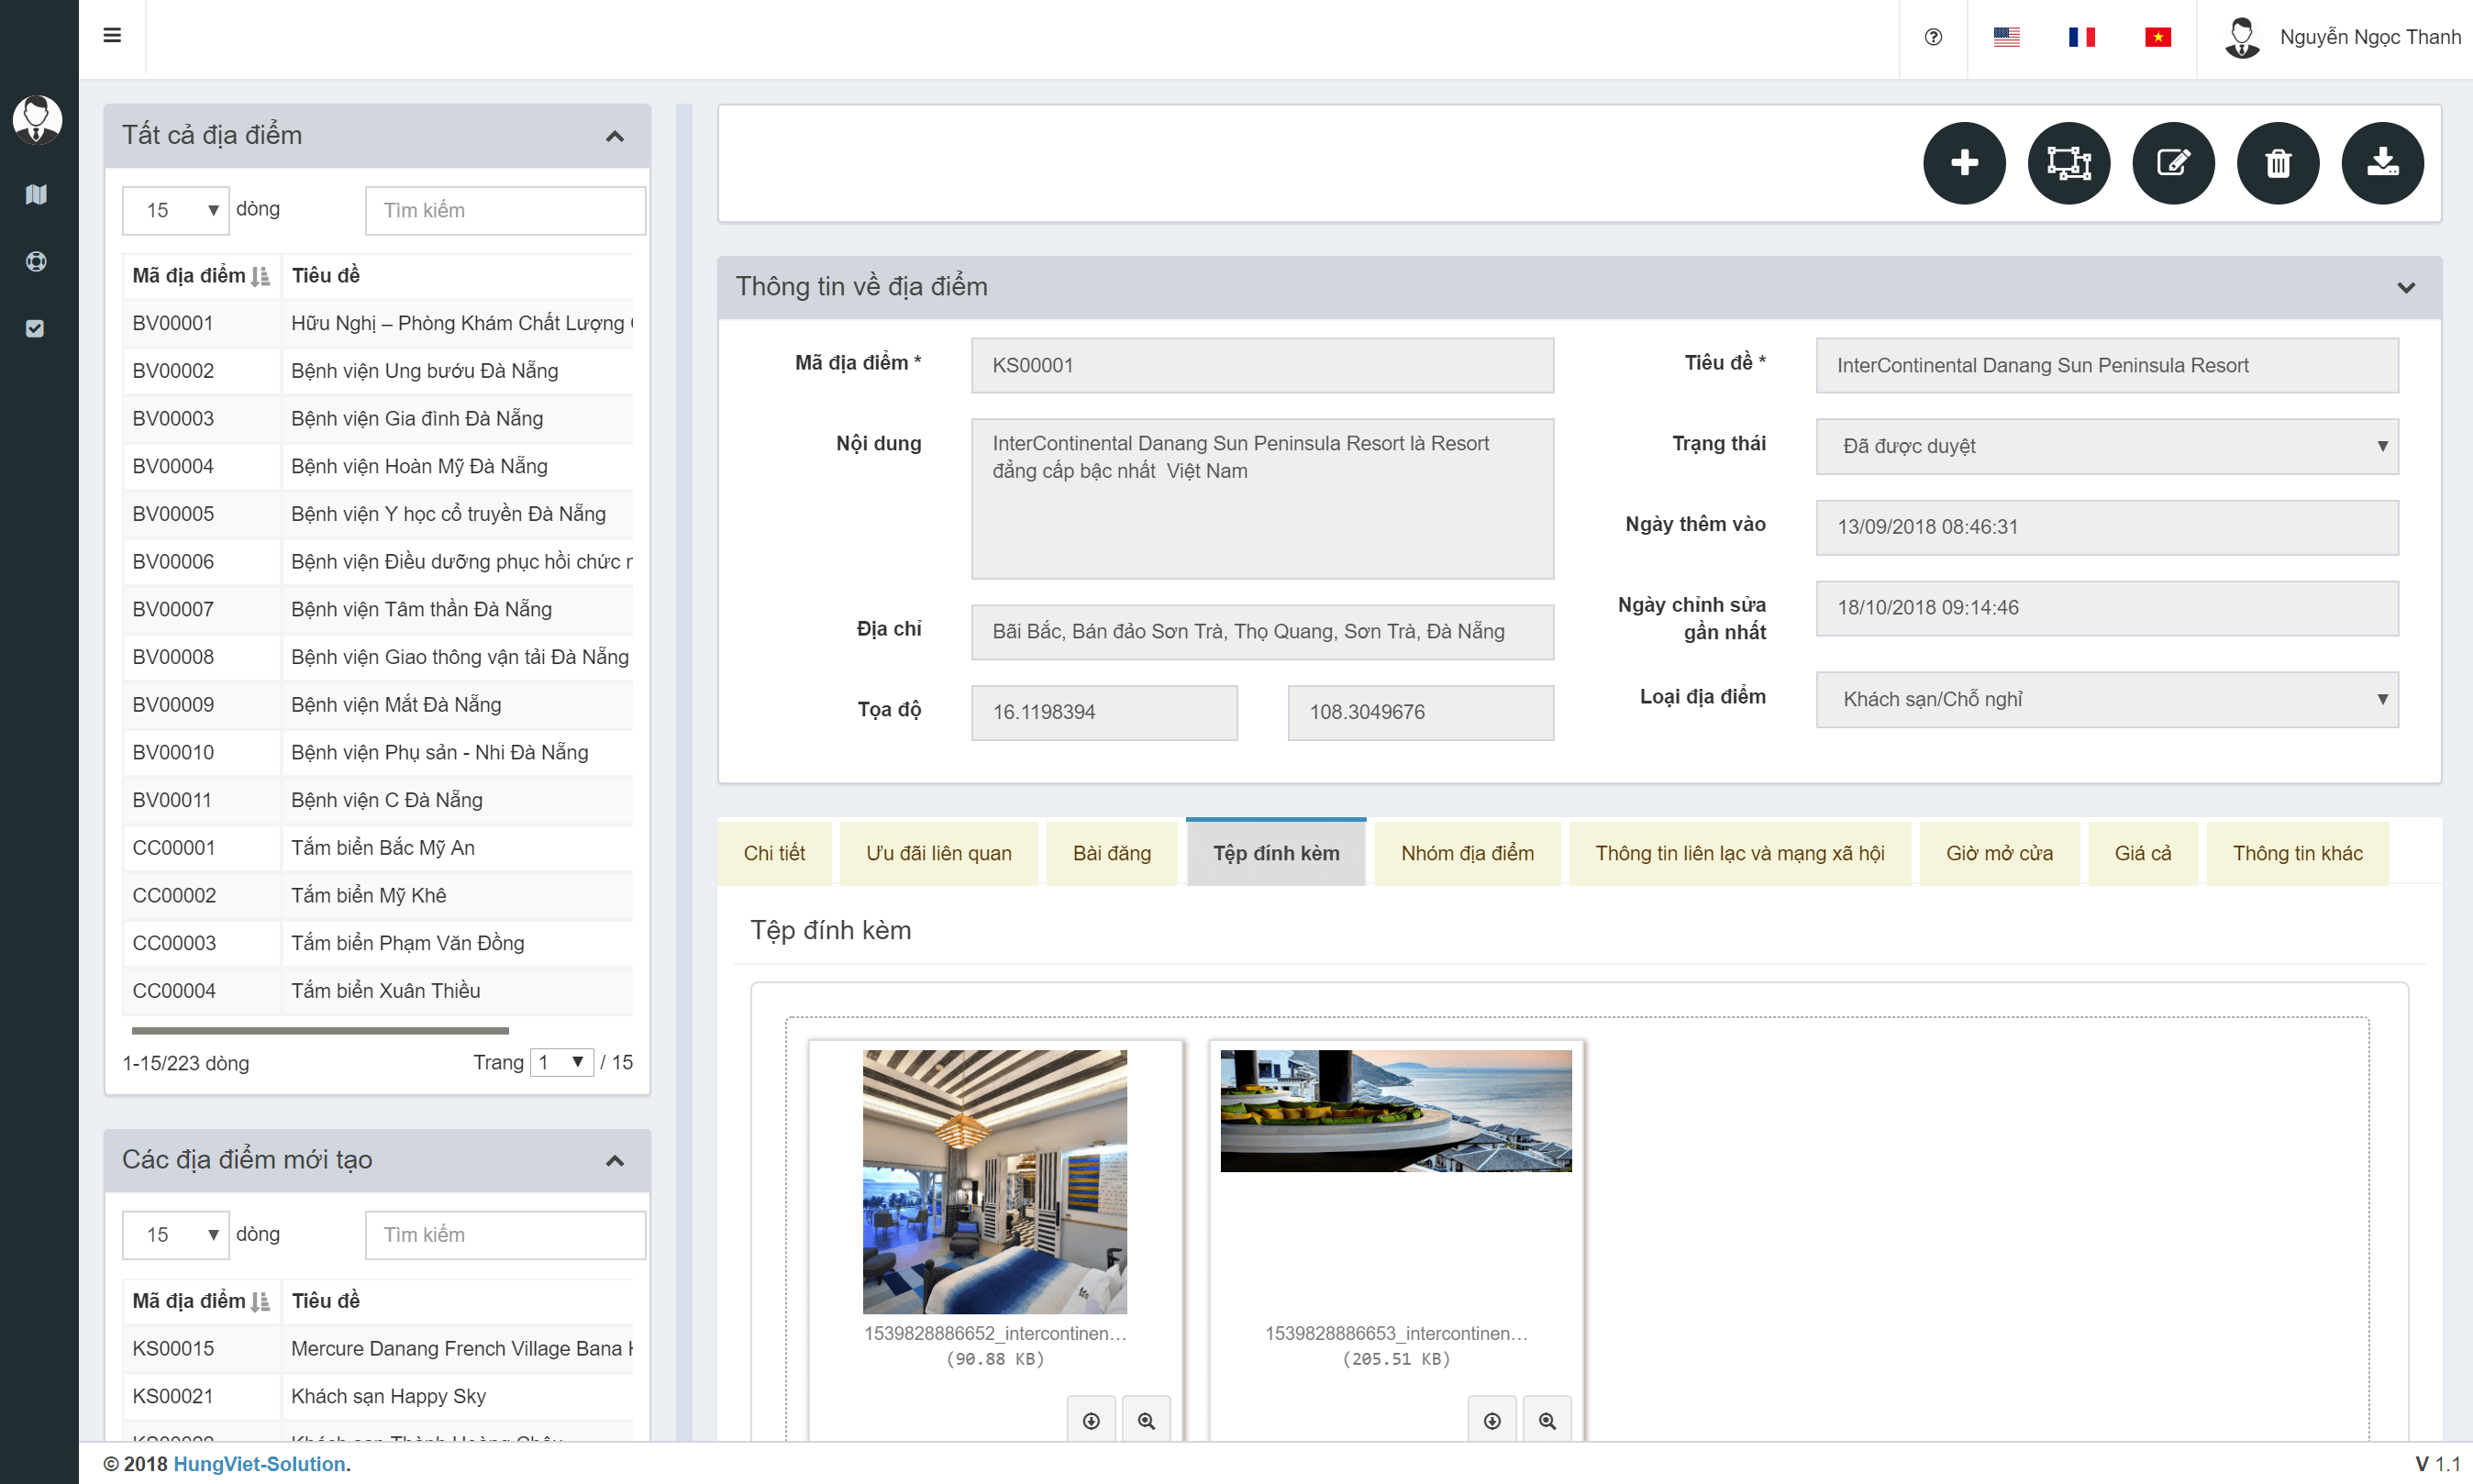 Nguyễn Ngọc Thanh
Tất cả địa điểm
15 dòng Tìm kiếm
Mã địa điểm Tiêu đề
BV00001 Hữu Nghị – Phòng Khám Chất Lượng
BV00002 Bệnh viện Ung bướu Đà Nẵng
BV00003 Bệnh viện Gia đình Đà Nẵng
BV00004 Bệnh viện Hoàn Mỹ Đà Nẵng
BV00005 Bệnh viện Y học cổ truyền Đà Nẵng
BV00006 Bệnh viện Điều dưỡng phục hồi chức
BV00007 Bệnh viện Tâm thần Đà Nẵng
BV00008 Bệnh viện Giao thông vận tải Đà Nẵng
BV00009 Bệnh viện Mắt Đà Nẵng
BV00010 Bệnh viện Phụ sản - Nhi Đà Nẵng
BV00011 Bệnh viện C Đà Nẵng
CC00001 Tắm biển Bắc Mỹ An
CC00002 Tắm biển Mỹ Khê
CC00003 Tắm biển Phạm Văn Đồng
CC00004 Tắm biển Xuân Thiều
1-15/223 dòng Trang 1 / 15
Các địa điểm mới tạo
15 dòng Tìm kiếm
Mã địa điểm Tiêu đề
KS00015 Mercure Danang French Village Bana
KS00021 Khách sạn Happy Sky
Thông tin về địa điểm
Mã địa điểm * KS00001
Nội dung InterContinental Danang Sun Peninsula Resort là Resort
đẳng cấp bậc nhất Việt Nam
Địa chỉ Bãi Bắc, Bán đảo Sơn Trà, Thọ Quang, Sơn Trà, Đà Nẵng
Tọa độ 16.1198394 108.3049676
Tiêu đề * InterContinental Danang Sun Peninsula Resort
Trạng thái Đã được duyệt
Ngày thêm vào 13/09/2018 08:46:31
Ngày chỉnh sửa
gần nhất 18/10/2018 09:14:46
Loại địa điểm Khách sạn/Chỗ nghỉ
Chi tiết Ưu đãi liên quan Bài đăng Tệp đính kèm Nhóm địa điểm Thông tin liên lạc và mạng xã hội Giờ mở cửa Giá cả Thông tin khác
Tệp đính kèm
1539828886652_intercontinen... 1539828886653_intercontinen...
(90.88 KB) (205.51 KB)
© 2018 HungViet-Solution. V 1.1